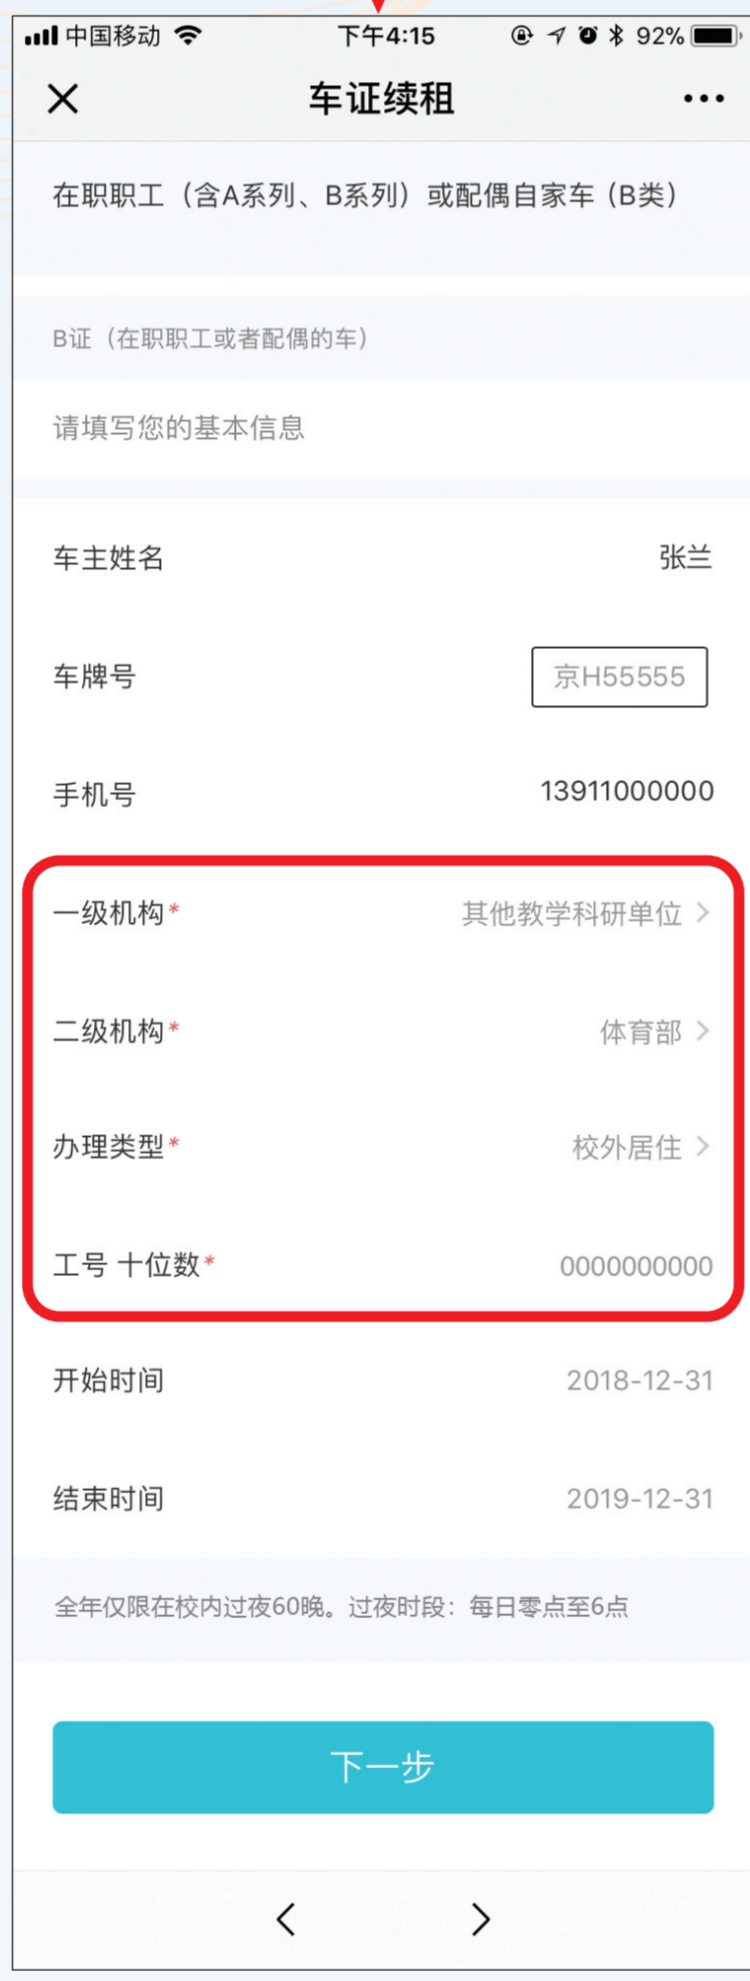 中国移动 下午4:15 92%
车证续租
在职职工（含A系列、B系列）或配偶自家车（B类）
B证（在职职工或者配偶的车）
请填写您的基本信息
车主姓名 张兰
车牌号 京H55555
手机号 13911000000
一级机构* 其他教学科研单位 >
二级机构* 体育部 >
办理类型* 校外居住 >
工号 十位数* 0000000000
开始时间 2018-12-31
结束时间 2019-12-31
全年仅限在校内过夜60晚。过夜时段：每日零点至6点
下一步